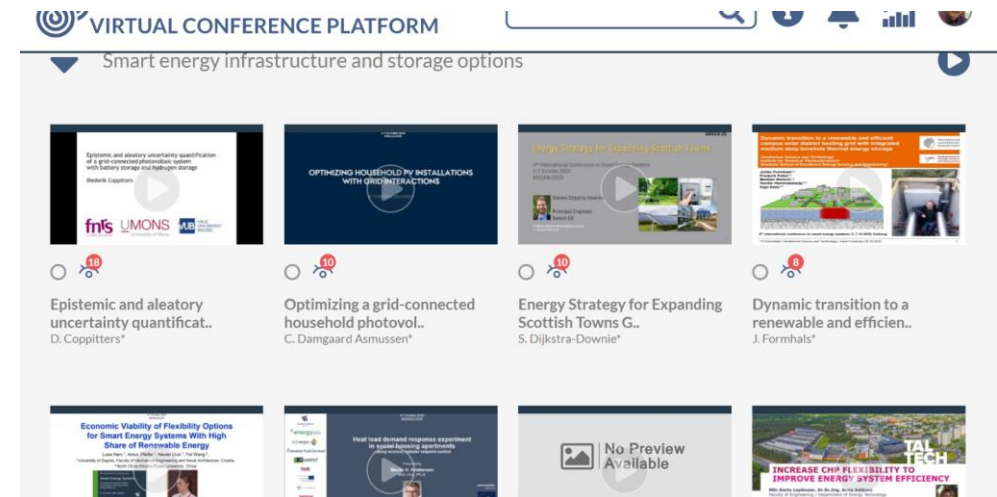 VIRTUAL CONFERENCE PLATFORM
Smart energy infrastructure and storage options
Epistemic and aleatory uncertainty quantification
of a grid-connected photovoltaic system
with battery storage and hydrogen storage
Diederik Coppitters
fnrs UMONS VUB
OPTIMIZING HOUSEHOLD PV INSTALLATIONS
WITH GRID INTERACTIONS
Energy Strategy for Expanding Scottish Towns
Principal Engineer
Dynamic transition to a renewable and efficient
campus solar district heating grid with integrated
medium deep borehole thermal energy storage
18
10
10
8
Epistemic and aleatory
uncertainty quantificat..
D. Coppitters*
Optimizing a grid-connected
household photovol..
C. Damgaard Asmussen*
Energy Strategy for Expanding
Scottish Towns G..
S. Dijkstra-Downie*
Dynamic transition to a
renewable and efficien..
J. Formhals*
Economic Viability of Flexibility Options
for Smart Energy Systems With High
Share of Renewable Energy
Heat load demand response experiment
in social housing apartments
No Preview
Available
TAL
TECH
INCREASE CHP FLEXIBILITY TO
IMPROVE ENERGY SYSTEM EFFICIENCY